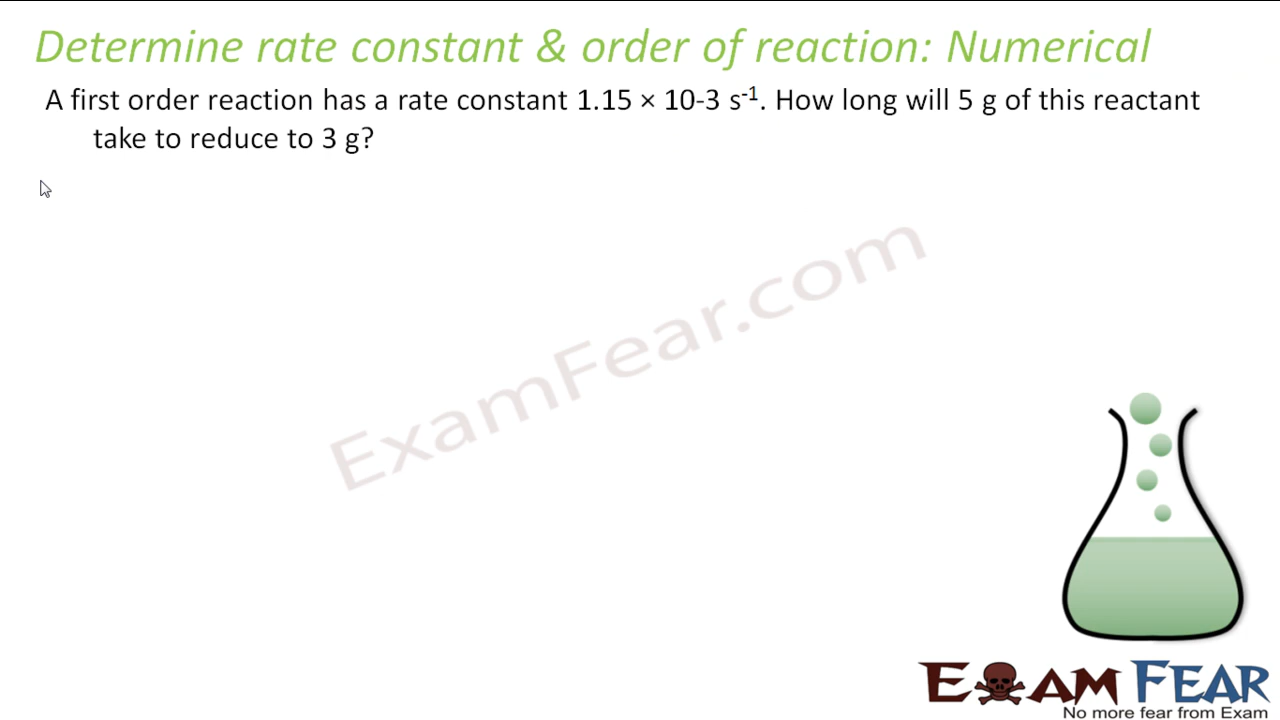 Determine rate constant & order of reaction: Numerical
A first order reaction has a rate constant 1.15 × 10-3 s⁻¹. How long will 5 g of this reactant
take to reduce to 3 g?
ExamFear.com
EXAM FEAR
No more fear from Exam